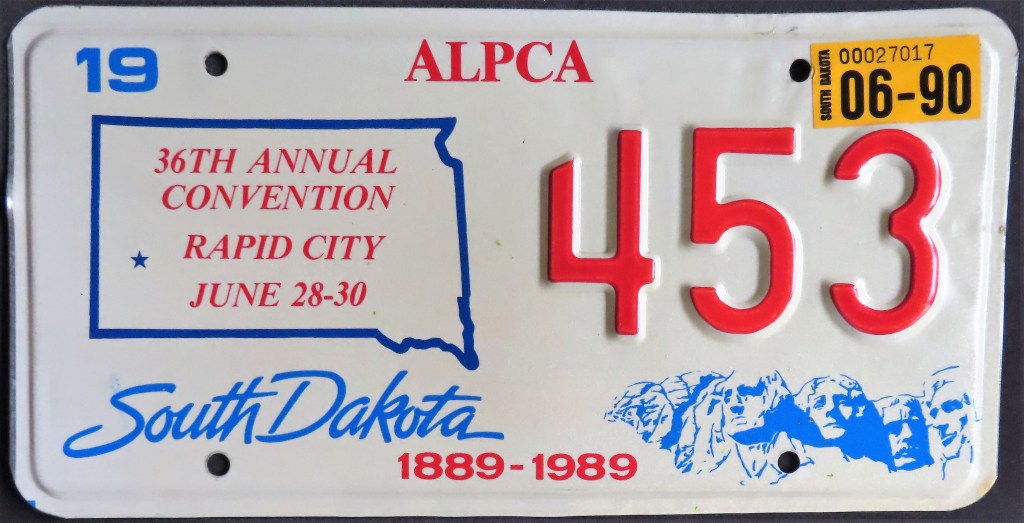 19
ALPCA
SOUTH DAKOTA
00027017
06-90
36TH ANNUAL
CONVENTION
RAPID CITY
JUNE 28-30
453
South Dakota
1889-1989